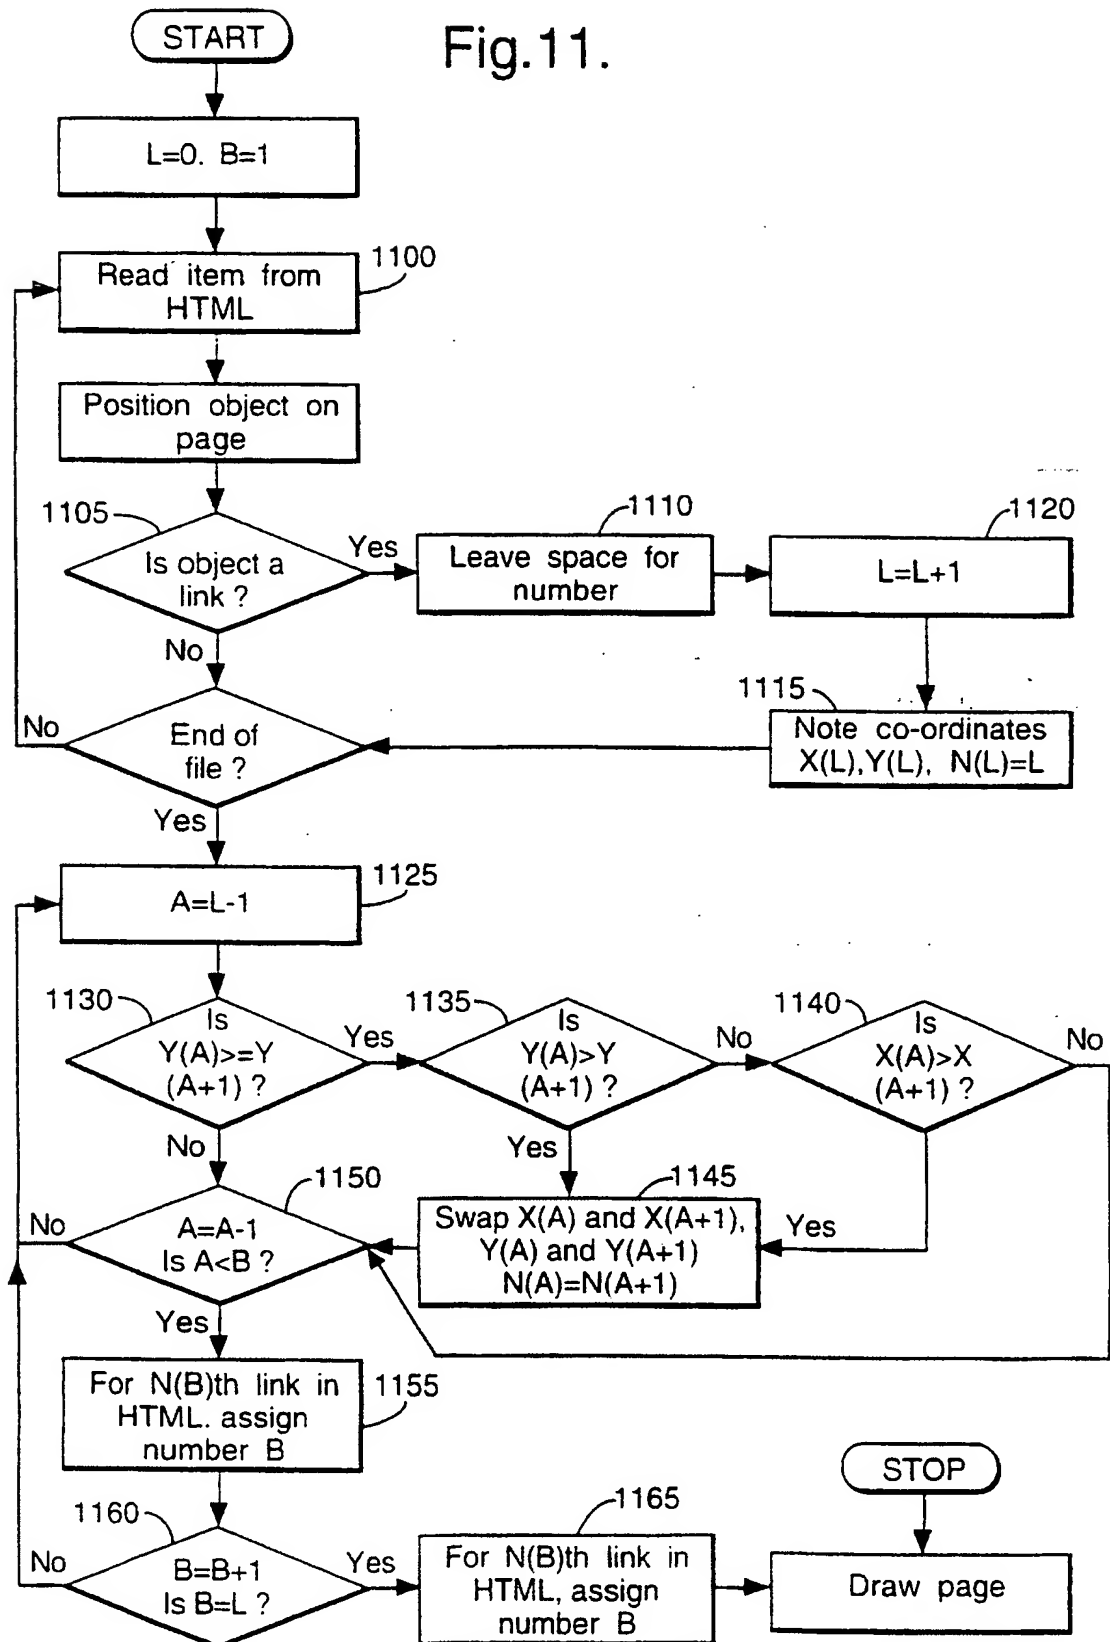 START
Fig.11.
L=0. B=1
1100
Read item from
HTML
Position object on
page
1105
Is object a
link ?
Yes
1110
Leave space for
number
1120
L=L+1
No
1115
Note co-ordinates
X(L),Y(L), N(L)=L
No
End of
file ?
Yes
1125
A=L-1
1130
Is
Y(A)>=Y
(A+1) ?
Yes
1135
Is
Y(A)>Y
(A+1) ?
No
1140
Is
X(A)>X
(A+1) ?
No
No
Yes
1150
1145
No
A=A-1
Is A<B ?
Swap X(A) and X(A+1),
Y(A) and Y(A+1)
N(A)=N(A+1)
Yes
Yes
For N(B)th link in
HTML. assign
number B
1155
STOP
1160
No
B=B+1
Is B=L ?
Yes
1165
For N(B)th link in
HTML, assign
number B
Draw page